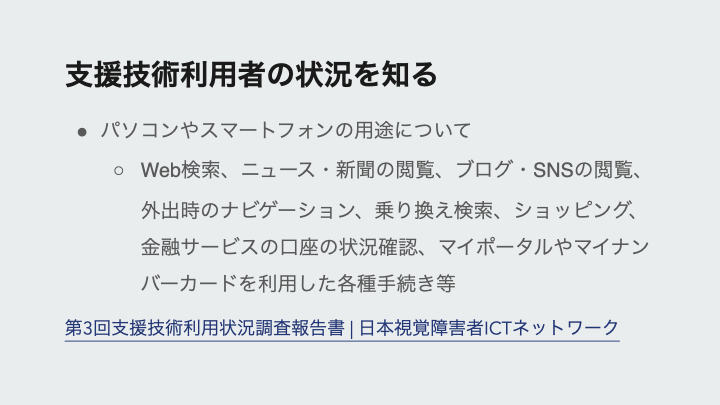 支援技術利用者の状況を知る
● パソコンやスマートフォンの用途について
○ Web検索、ニュース・新聞の閲覧、ブログ・SNSの閲覧、
外出時のナビゲーション、乗り換え検索、ショッピング、
金融サービスの口座の状況確認、マイポータルやマイナン
バーカードを利用した各種手続き等
第3回支援技術利用状況調査報告書 | 日本視覚障害者ICTネットワーク